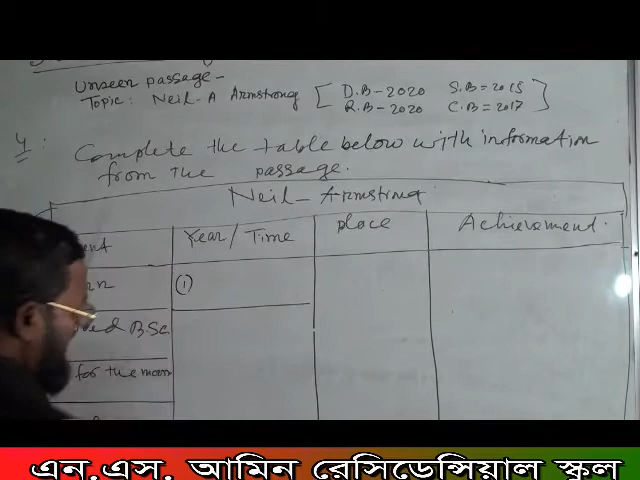 Unseen passage-
Topic: Neil-A Armstrong [ D.B-2020 S.B=2015
R.B-2020 C.B=2017 ]
4: Complete the table below with information
from the passage.
Neil-Armstrong
Year/Time place Achievement.
①
B.Sc
for the moon
এন.এস. আমিন রেসিডেন্সিয়াল স্কুল